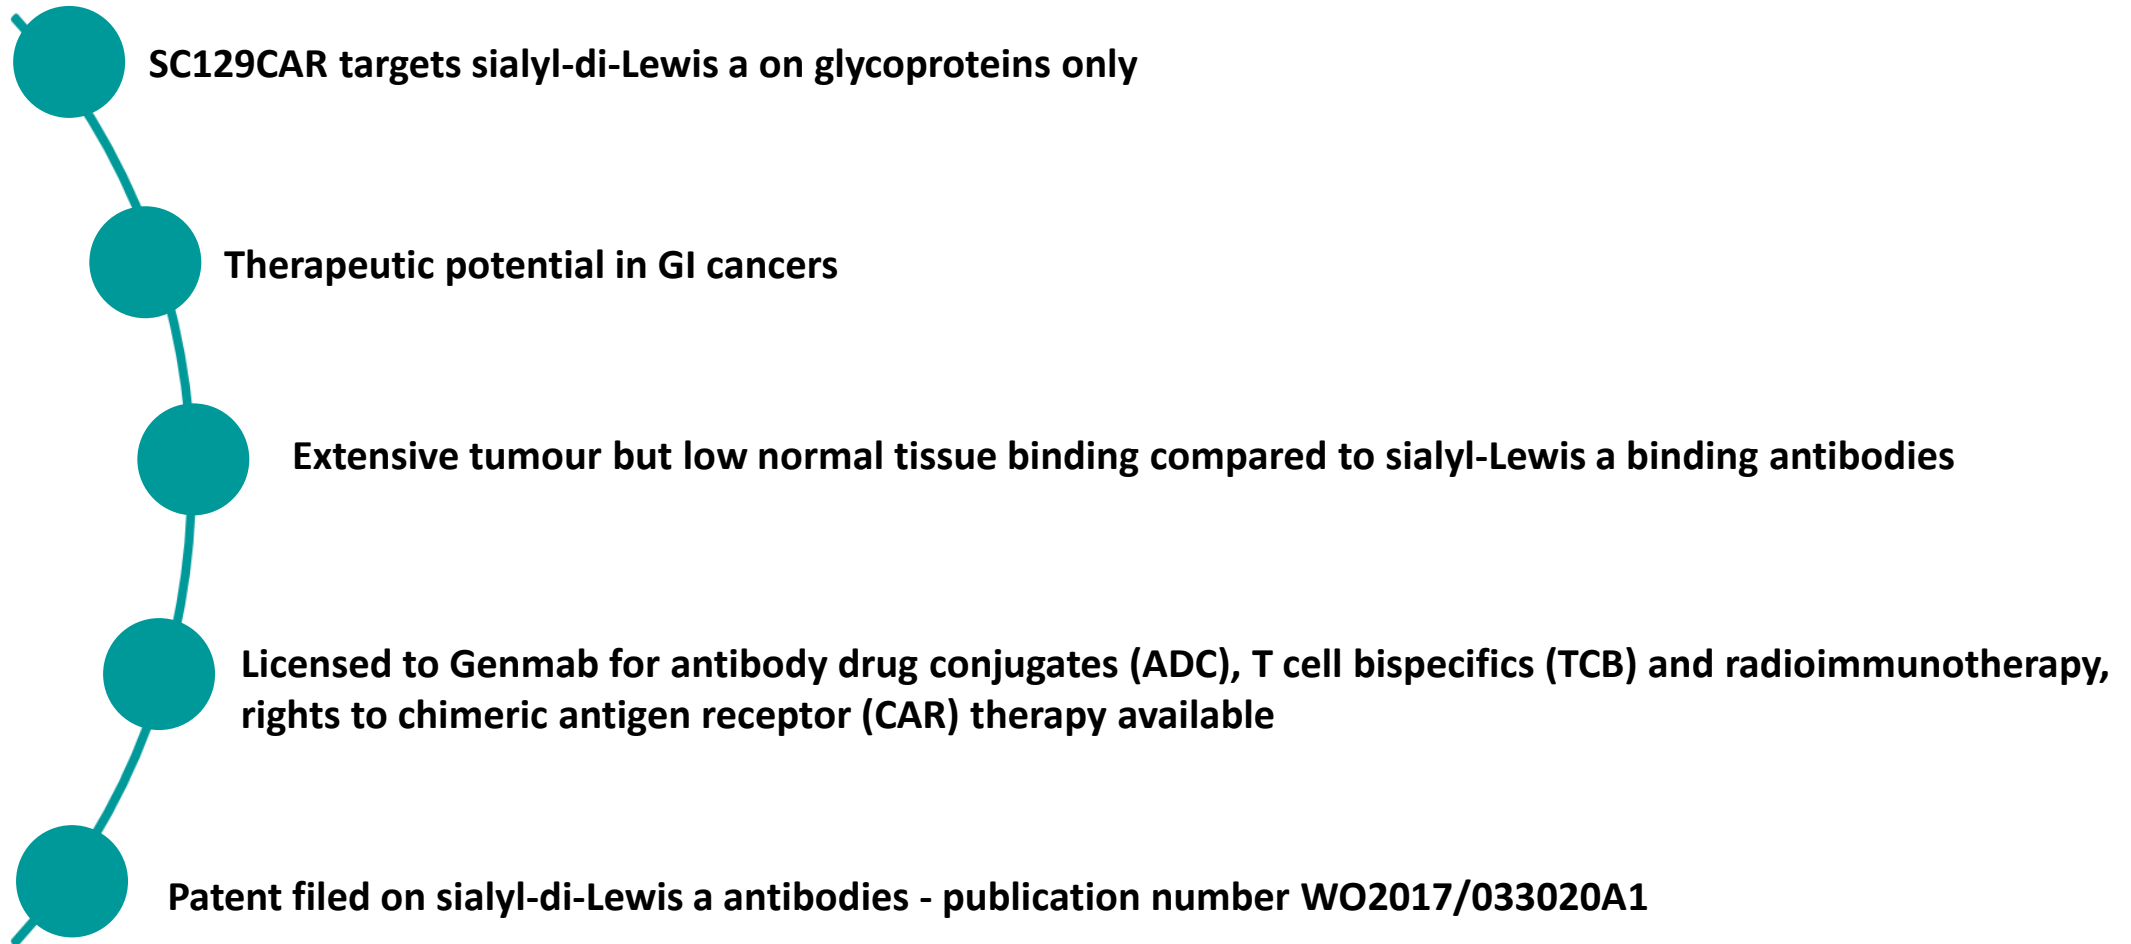 SC129CAR targets sialyl-di-Lewis a on glycoproteins only
Therapeutic potential in GI cancers
Extensive tumour but low normal tissue binding compared to sialyl-Lewis a binding antibodies
Licensed to Genmab for antibody drug conjugates (ADC), T cell bispecifics (TCB) and radioimmunotherapy,
rights to chimeric antigen receptor (CAR) therapy available
Patent filed on sialyl-di-Lewis a antibodies - publication number WO2017/033020A1